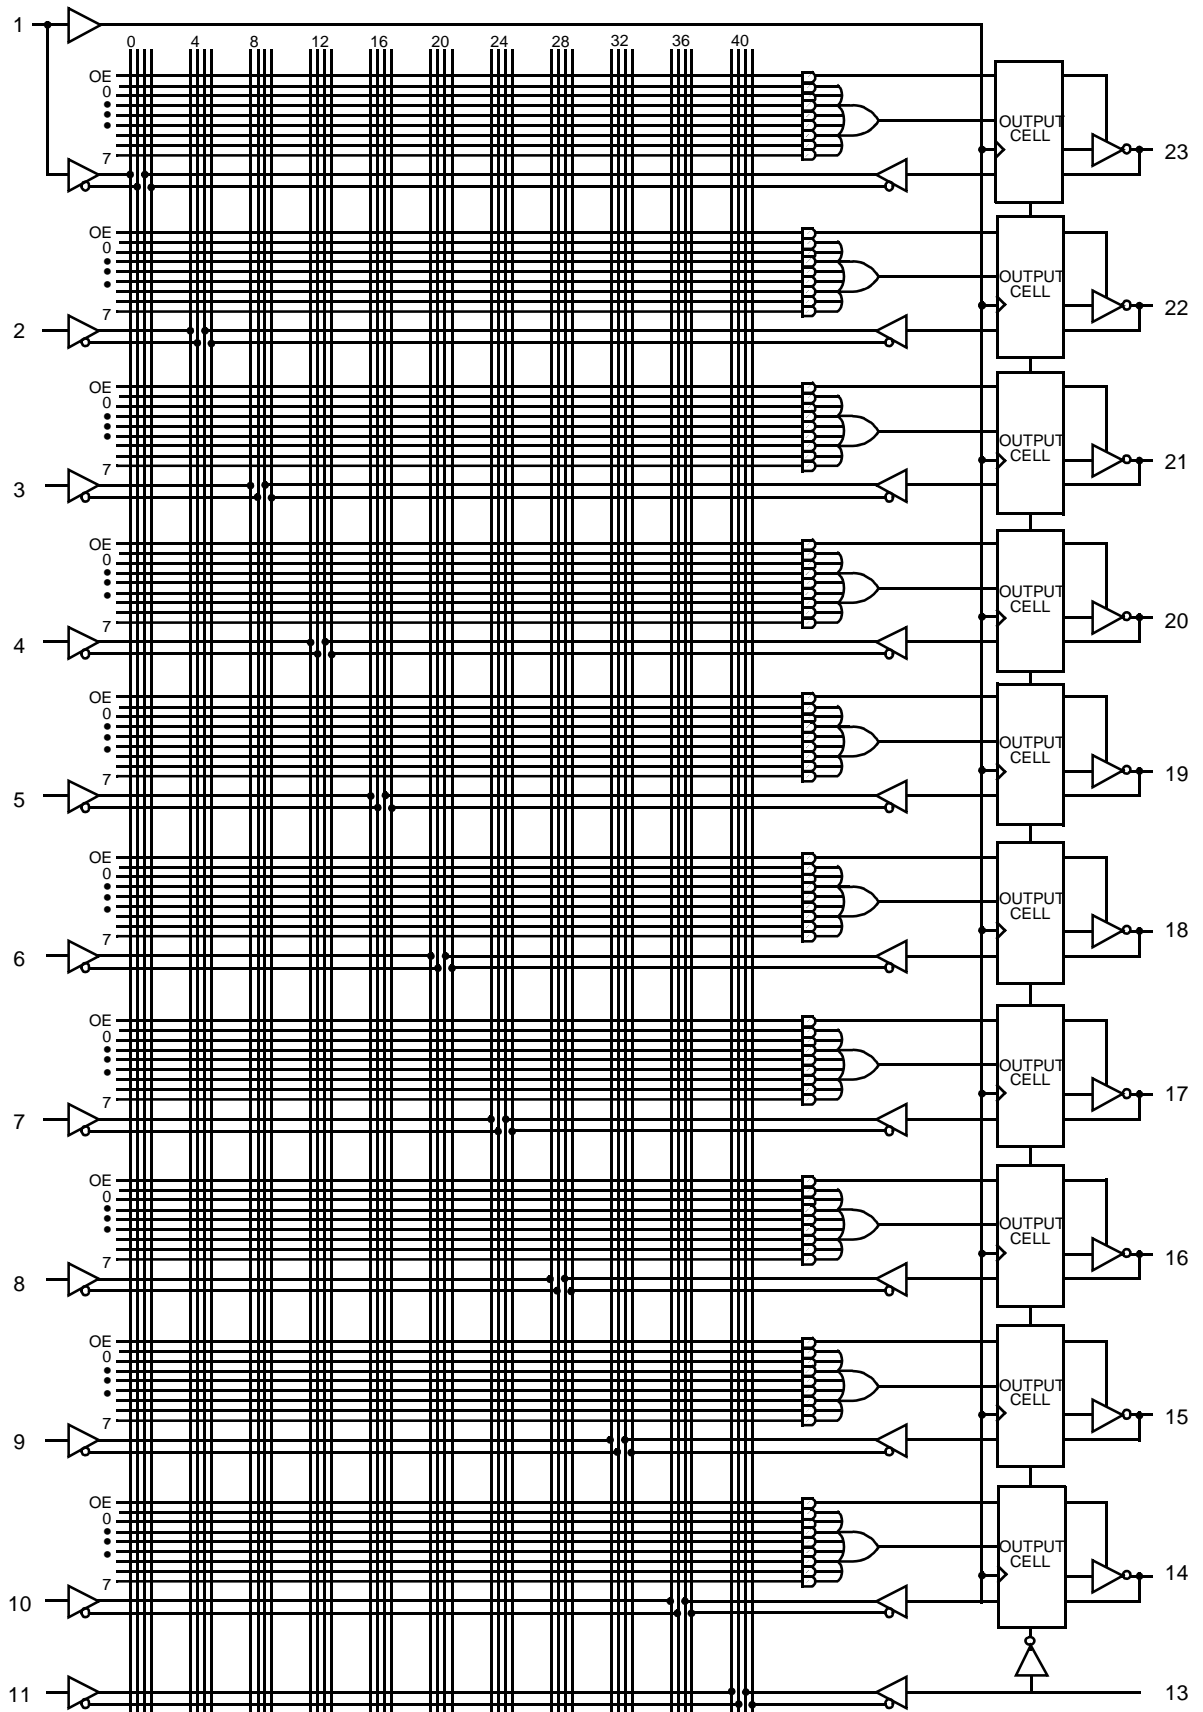 1
0 4 8 12 16 20 24 28 32 36 40
OE
0
OUTPUT
CELL
7
23
OE
0
OUTPUT
CELL
7
2
22
OE
0
OUTPUT
CELL
7
3
21
OE
0
OUTPUT
CELL
7
4
20
OE
0
OUTPUT
CELL
7
5
19
OE
0
OUTPUT
CELL
7
6
18
OE
0
OUTPUT
CELL
7
7
17
OE
0
OUTPUT
CELL
7
8
16
OE
0
OUTPUT
CELL
7
9
15
OE
0
OUTPUT
CELL
7
10
14
11
13